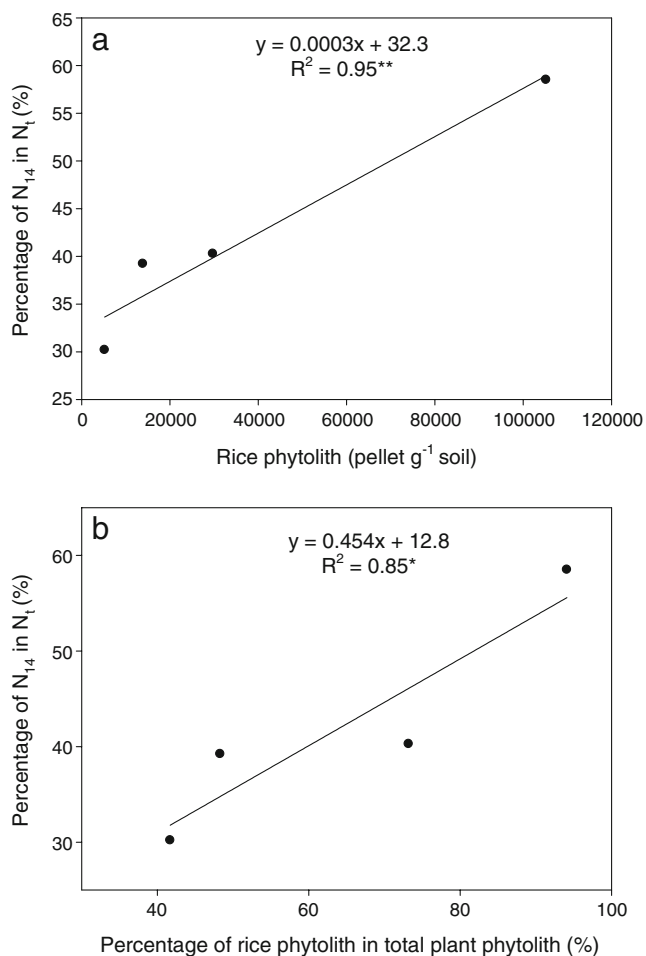 a
y = 0.0003x + 32.3
R² = 0.95**
65
60
55
50
45
40
35
30
25
Percentage of N₁₄ in Nₜ (%)
0 20000 40000 60000 80000 100000 120000
Rice phytolith (pellet g⁻¹ soil)
b
y = 0.454x + 12.8
R² = 0.85*
60
50
40
30
Percentage of N₁₄ in Nₜ (%)
40 60 80 100
Percentage of rice phytolith in total plant phytolith (%)